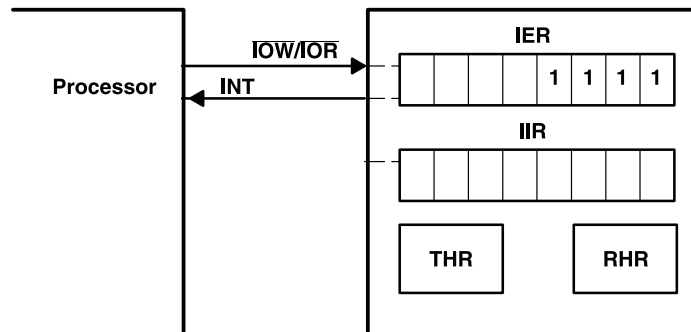 IOW/IOR
IER
1 1 1 1
Processor
INT
IIR
THR
RHR